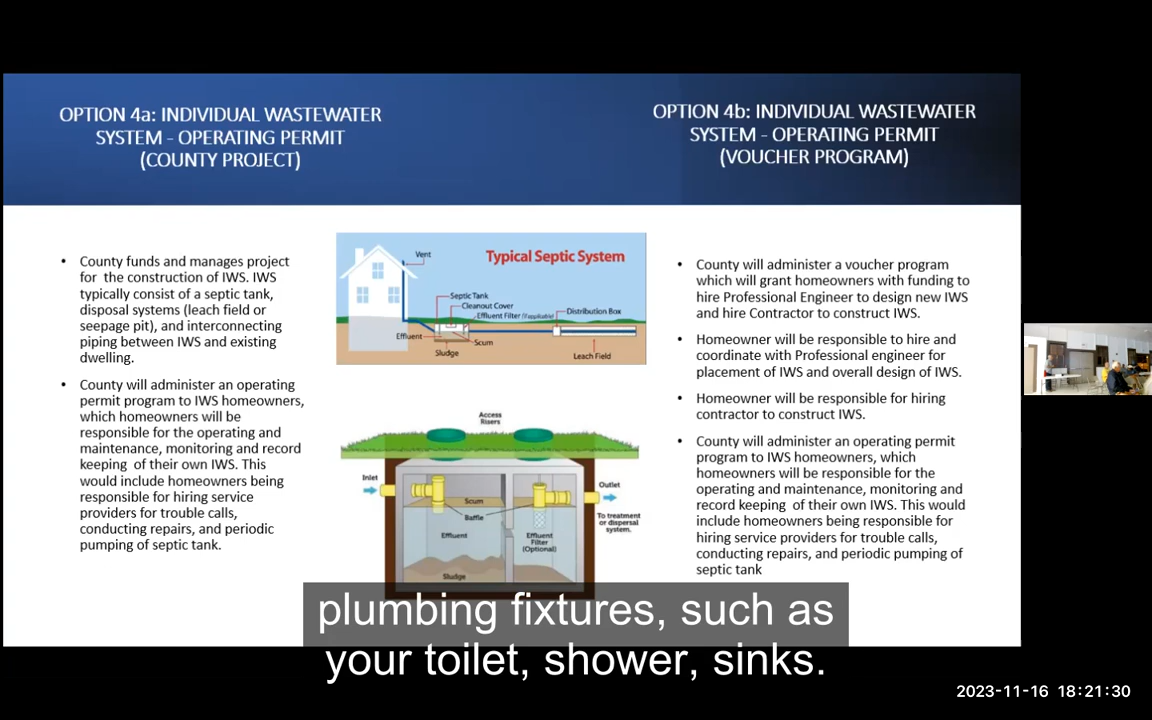 OPTION 4a: INDIVIDUAL WASTEWATER
SYSTEM - OPERATING PERMIT
(COUNTY PROJECT)
OPTION 4b: INDIVIDUAL WASTEWATER
SYSTEM - OPERATING PERMIT
(VOUCHER PROGRAM)
• County funds and manages project
for the construction of IWS. IWS
typically consist of a septic tank,
disposal systems (leach field or
seepage pit), and interconnecting
piping between IWS and existing
dwelling.
• County will administer an operating
permit program to IWS homeowners,
which homeowners will be
responsible for the operating and
maintenance, monitoring and record
keeping of their own IWS. This
would include homeowners being
responsible for hiring service
providers for trouble calls,
conducting repairs, and periodic
pumping of septic tank.
Typical Septic System
Vent
Septic Tank
Cleanout Cover
Effluent Filter (if applicable)
Distribution Box
Effluent
Scum
Sludge
Leach Field
Access
Risers
Inlet
Outlet
Scum
Baffle
To treatment
or dispersal
system.
Effluent
Effluent
Filter
(Optional)
Sludge
• County will administer a voucher program
which will grant homeowners with funding to
hire Professional Engineer to design new IWS
and hire Contractor to construct IWS.
• Homeowner will be responsible to hire and
coordinate with Professional engineer for
placement of IWS and overall design of IWS.
• Homeowner will be responsible for hiring
contractor to construct IWS.
• County will administer an operating permit
program to IWS homeowners, which
homeowners will be responsible for the
operating and maintenance, monitoring and
record keeping of their own IWS. This would
include homeowners being responsible for
hiring service providers for trouble calls,
conducting repairs, and periodic pumping of
septic tank
plumbing fixtures, such as
your toilet, shower, sinks.
2023-11-16 18:21:30